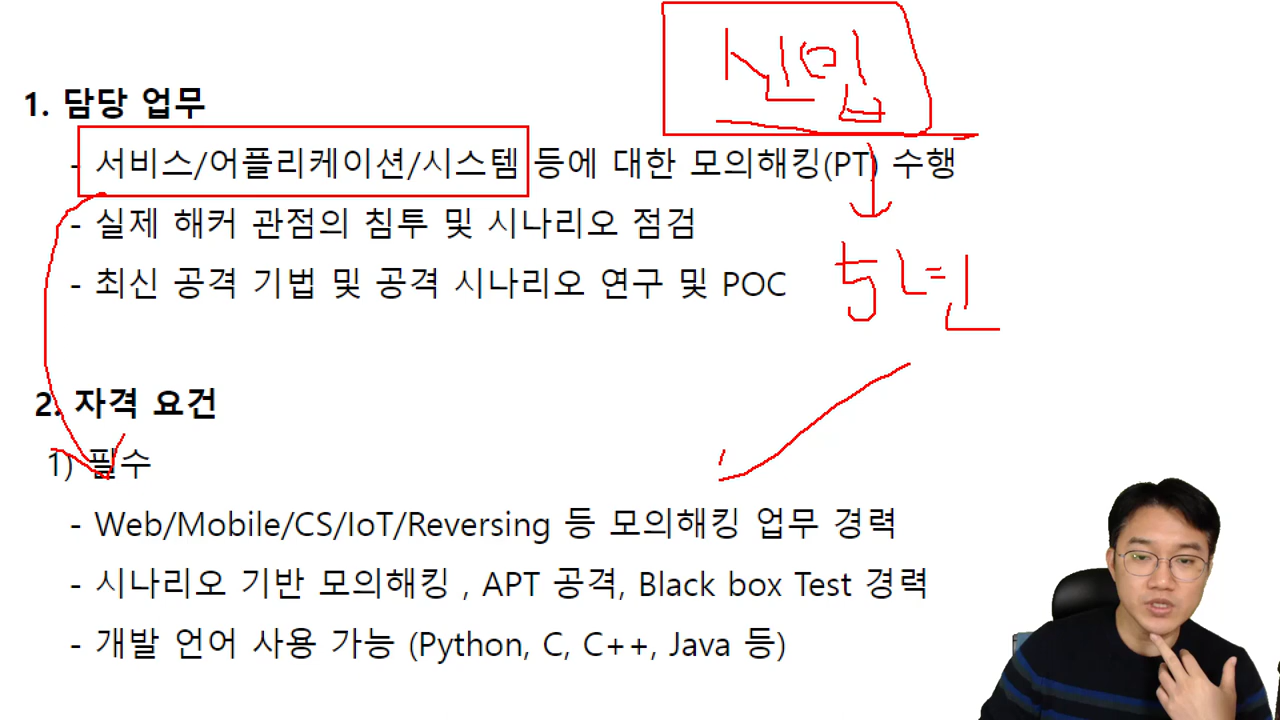 신입
1. 담당 업무
- 서비스/어플리케이션/시스템 등에 대한 모의해킹(PT) 수행
- 실제 해커 관점의 침투 및 시나리오 점검
- 최신 공격 기법 및 공격 시나리오 연구 및 POC
5년
2. 자격 요건
1) 필수
- Web/Mobile/CS/IoT/Reversing 등 모의해킹 업무 경력
- 시나리오 기반 모의해킹 , APT 공격, Black box Test 경력
- 개발 언어 사용 가능 (Python, C, C++, Java 등)